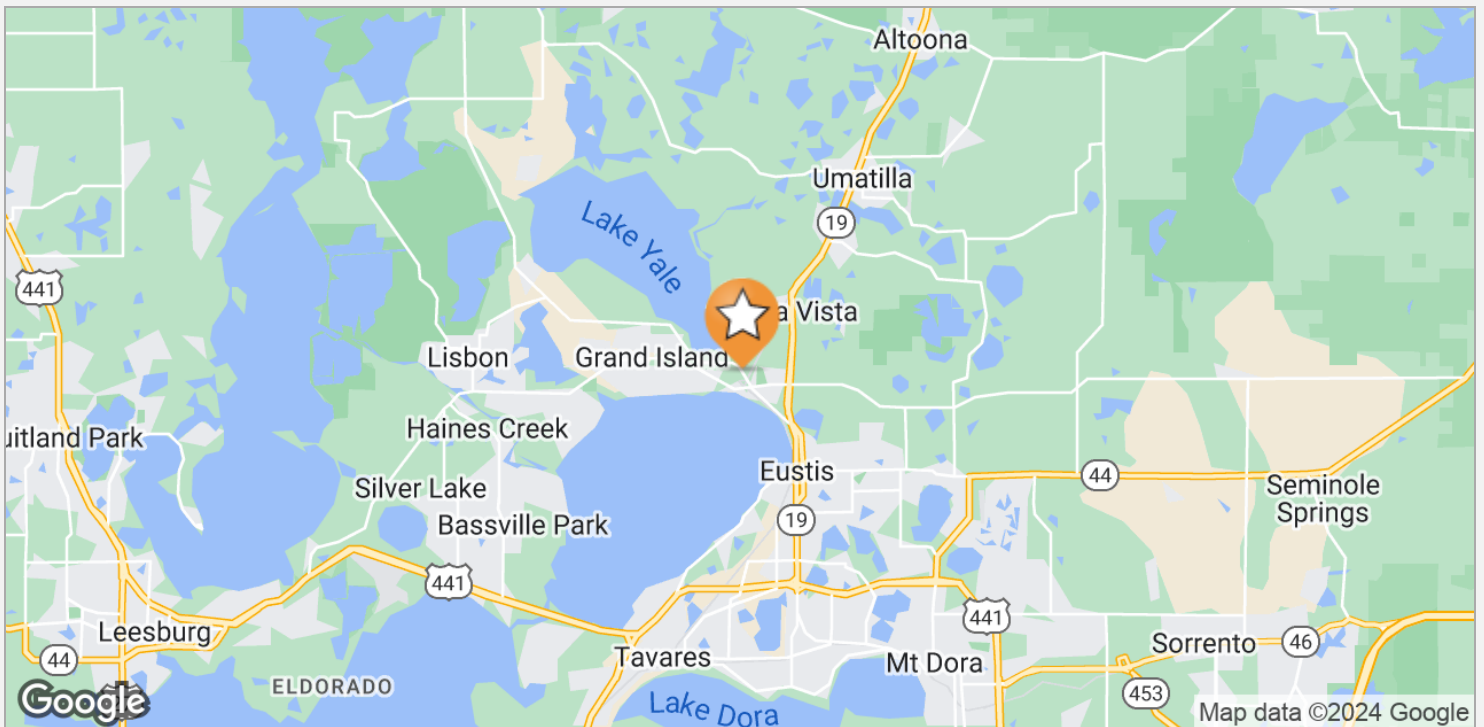 Altoona
Umatilla
19
Lake Yale
441
a Vista
Lisbon
Grand Island
Haines Creek
uitland Park
Eustis
44
Silver Lake
Seminole
Springs
Bassville Park
19
441
441
Leesburg
Sorrento
46
Tavares
Mt Dora
44
ELDORADO
453
Lake Dora
Google
Map data ©2024 Google